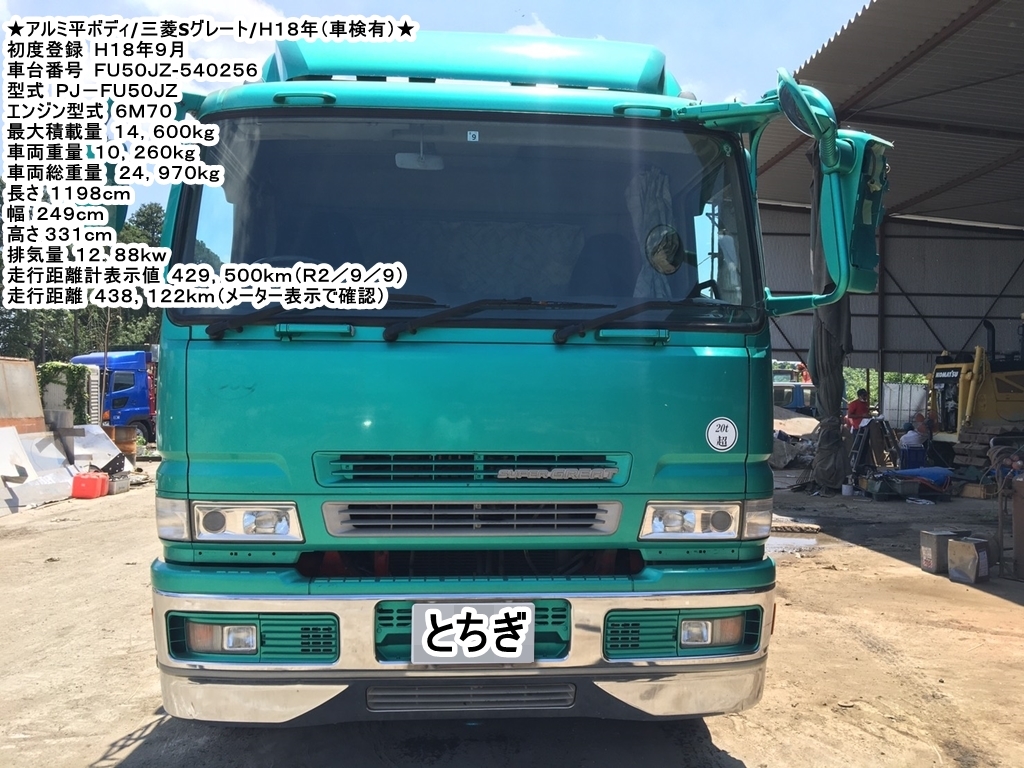 ★アルミ平ボディ/三菱Sグレート/H18年(車検有)★
初度登録 H18年9月
車台番号 FU50JZ-540256
型式 PJ－FU50JZ
エンジン型式 6M70
最大積載量 14,600kg
車両重量 10,260kg
車両総重量 24,970kg
長さ 1198cm
幅 249cm
高さ 331cm
排気量 12.88kw
走行距離計表示値 429,500km(R2／9／9)
走行距離 438,122km(メーター表示で確認)
9
20t
超
SUPER GREAT
KOMATSU
とちぎ